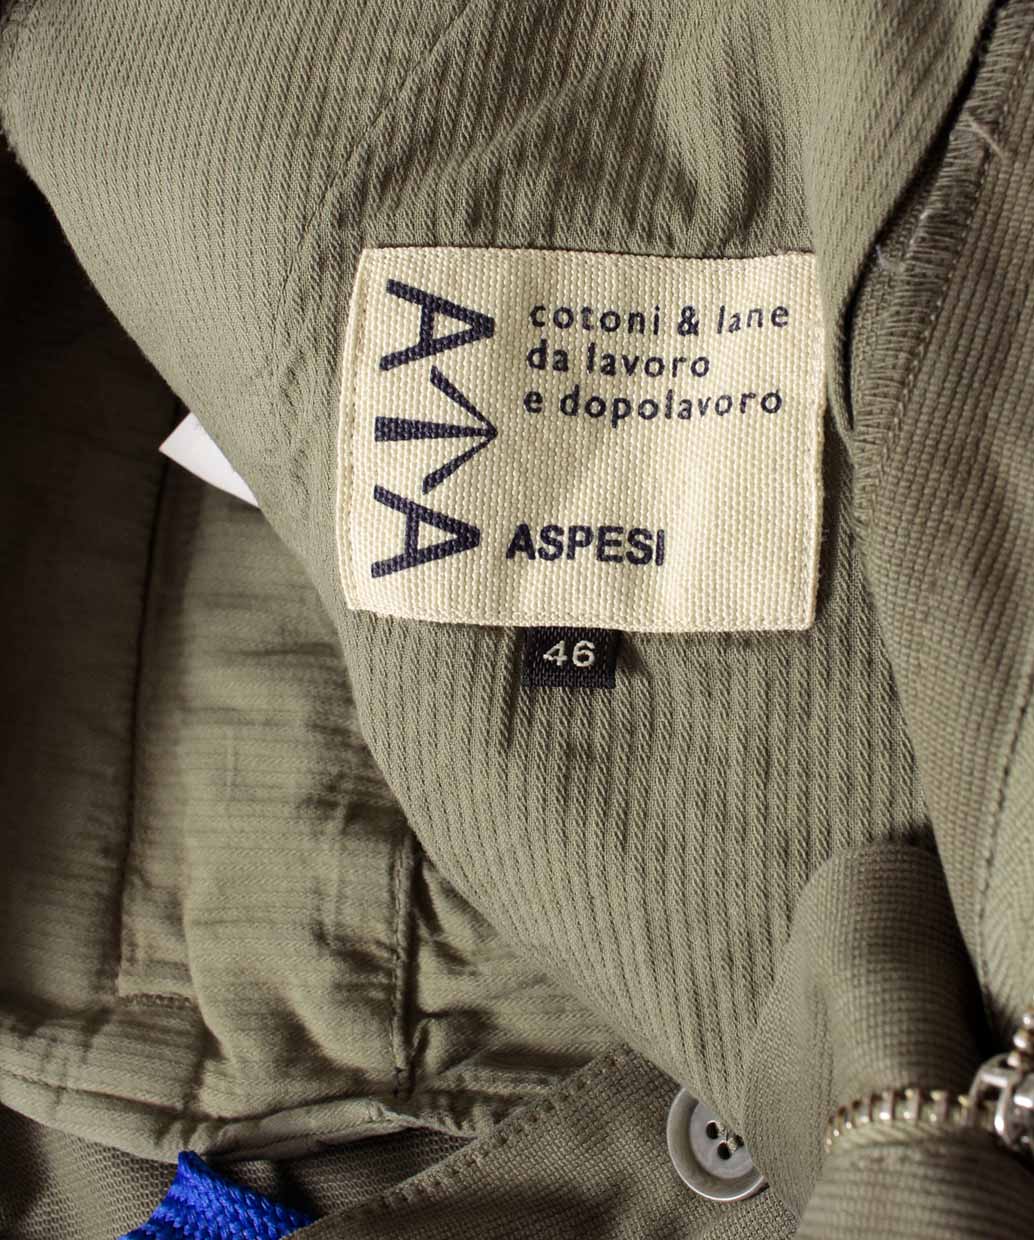 A↑A
cotoni & lane
da lavoro
e dopolavoro
ASPESI
46